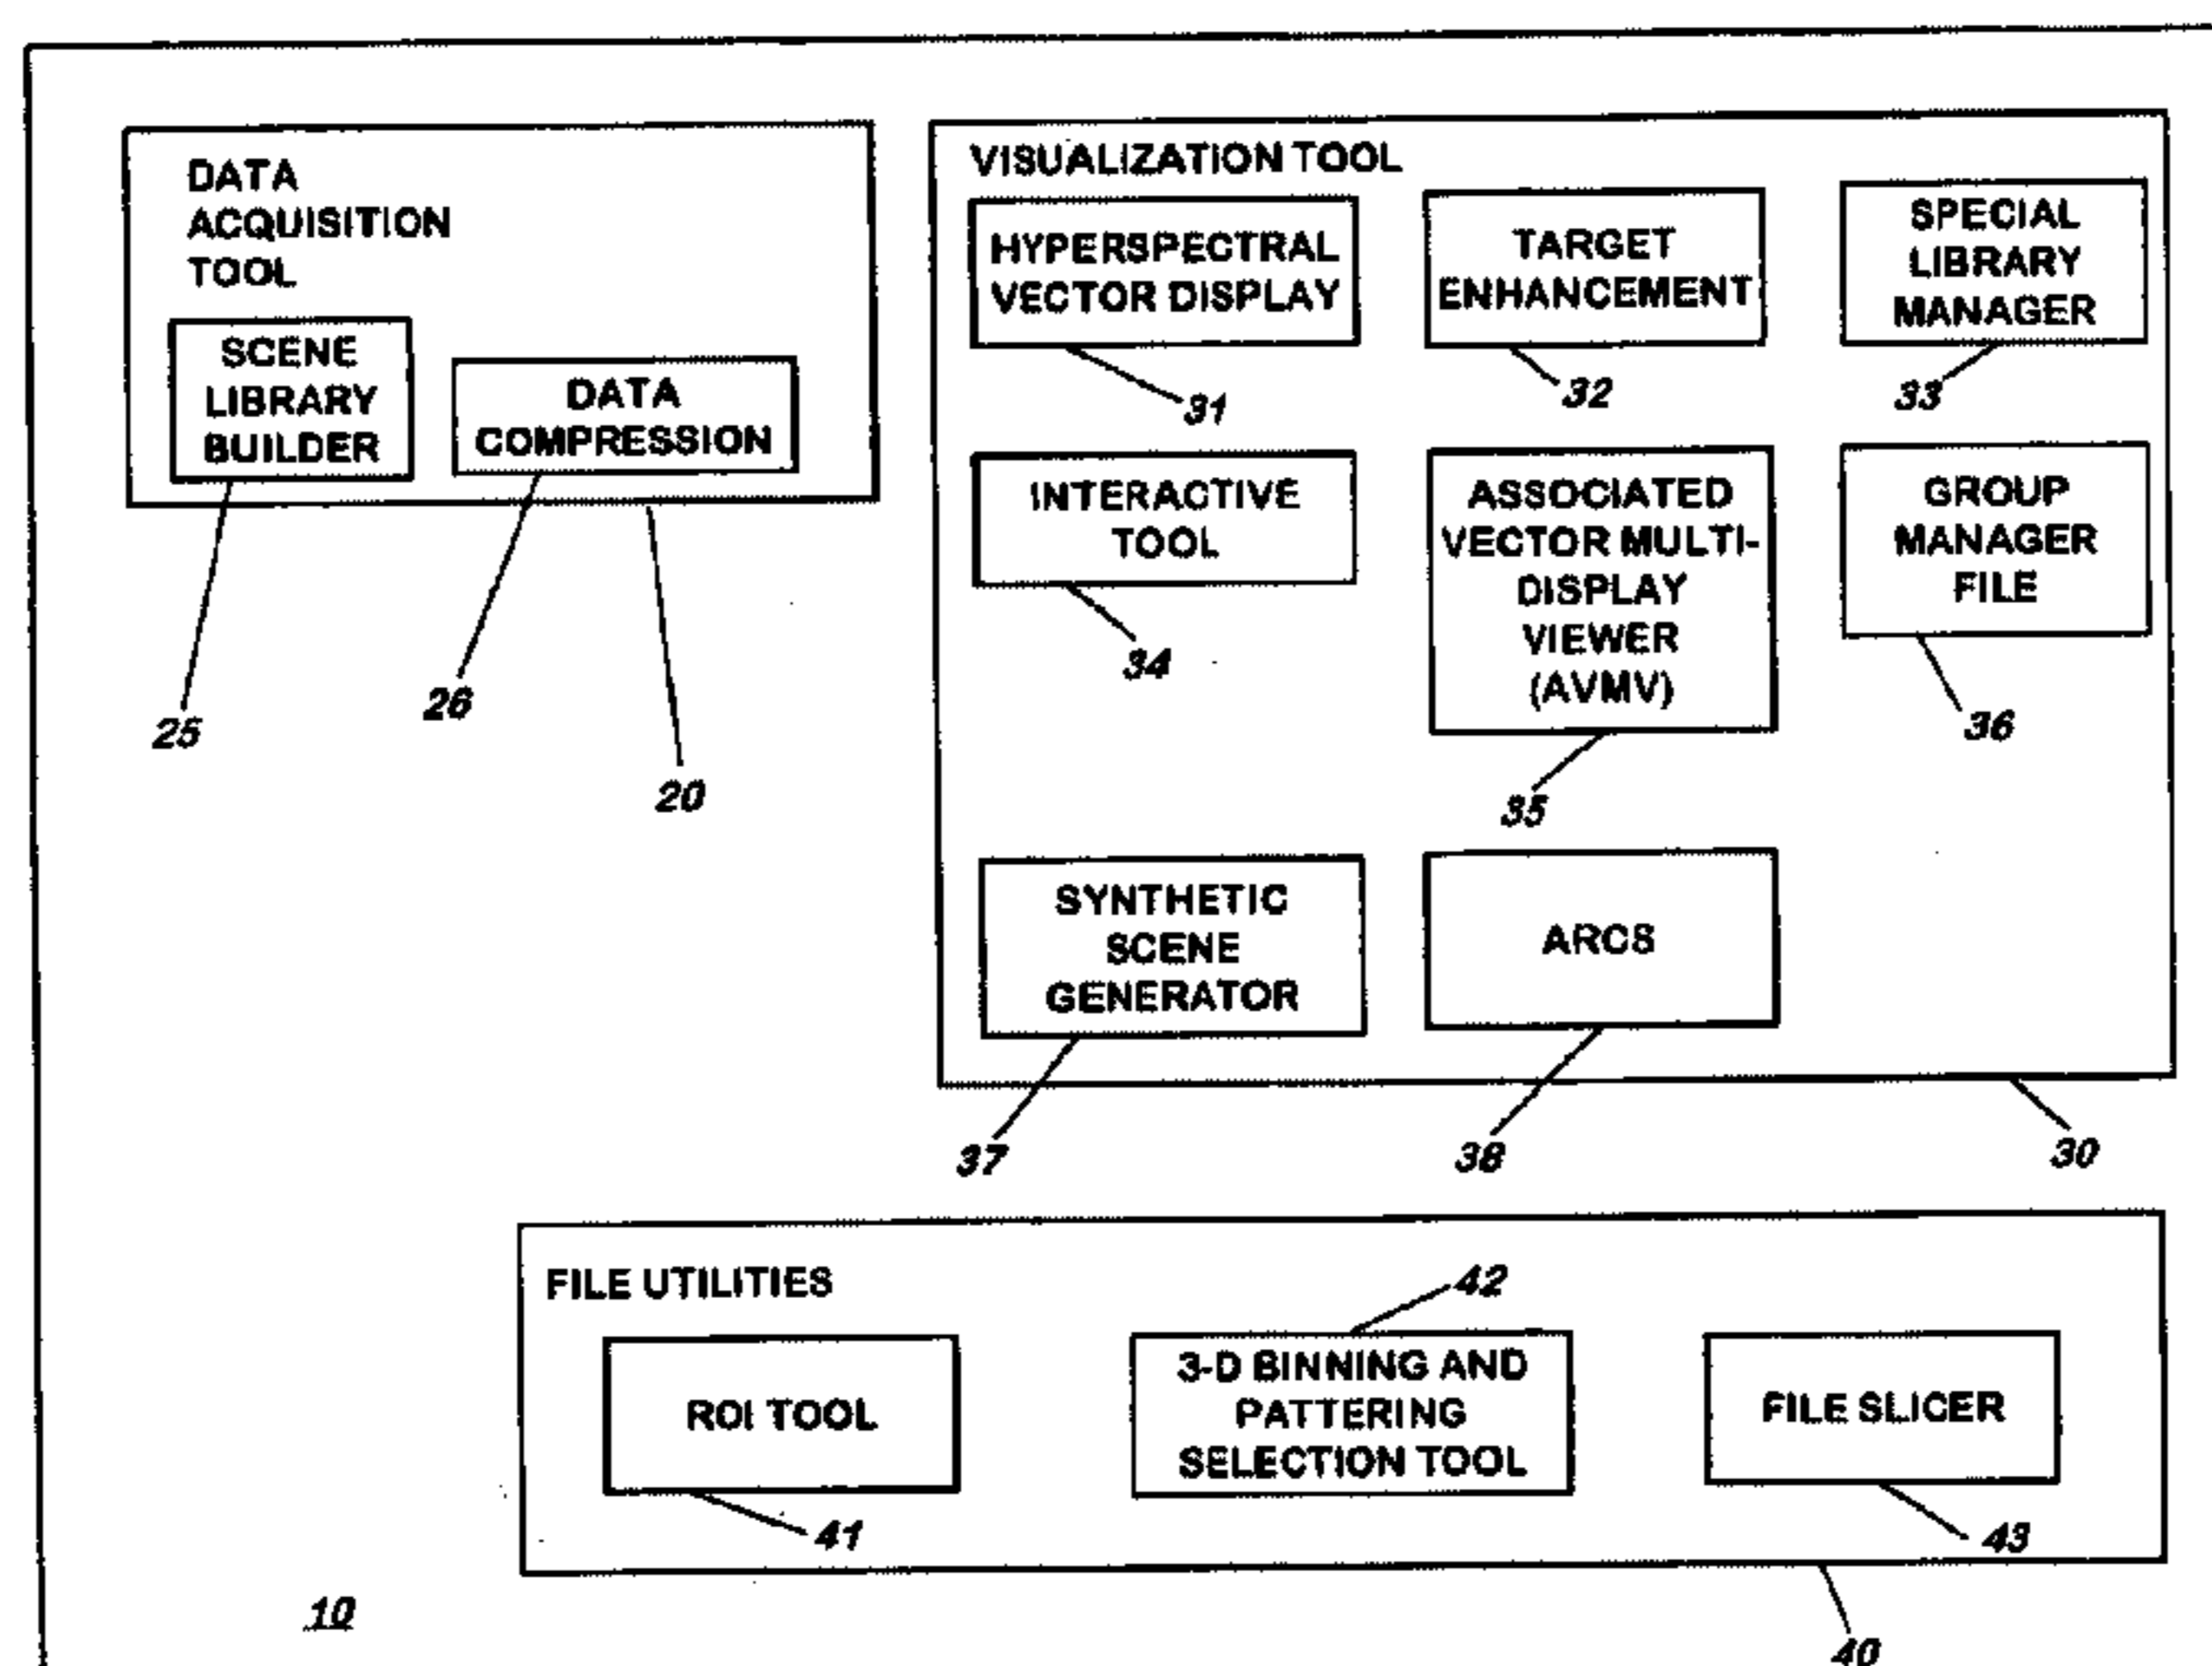 DATA
ACQUISITION
TOOL
SCENE
LIBRARY
BUILDER
DATA
COMPRESSION
25
26
20
VISUALIZATION TOOL
HYPERSPECTRAL
VECTOR DISPLAY
TARGET
ENHANCEMENT
SPECIAL
LIBRARY
MANAGER
31
32
33
INTERACTIVE
TOOL
ASSOCIATED
VECTOR MULTI-
DISPLAY
VIEWER
(AVMV)
GROUP
MANAGER
FILE
34
35
36
SYNTHETIC
SCENE
GENERATOR
ARCS
37
38
30
FILE UTILITIES
42
ROI TOOL
3-D BINNING AND
PATTERING
SELECTION TOOL
FILE SLICER
41
43
10
40